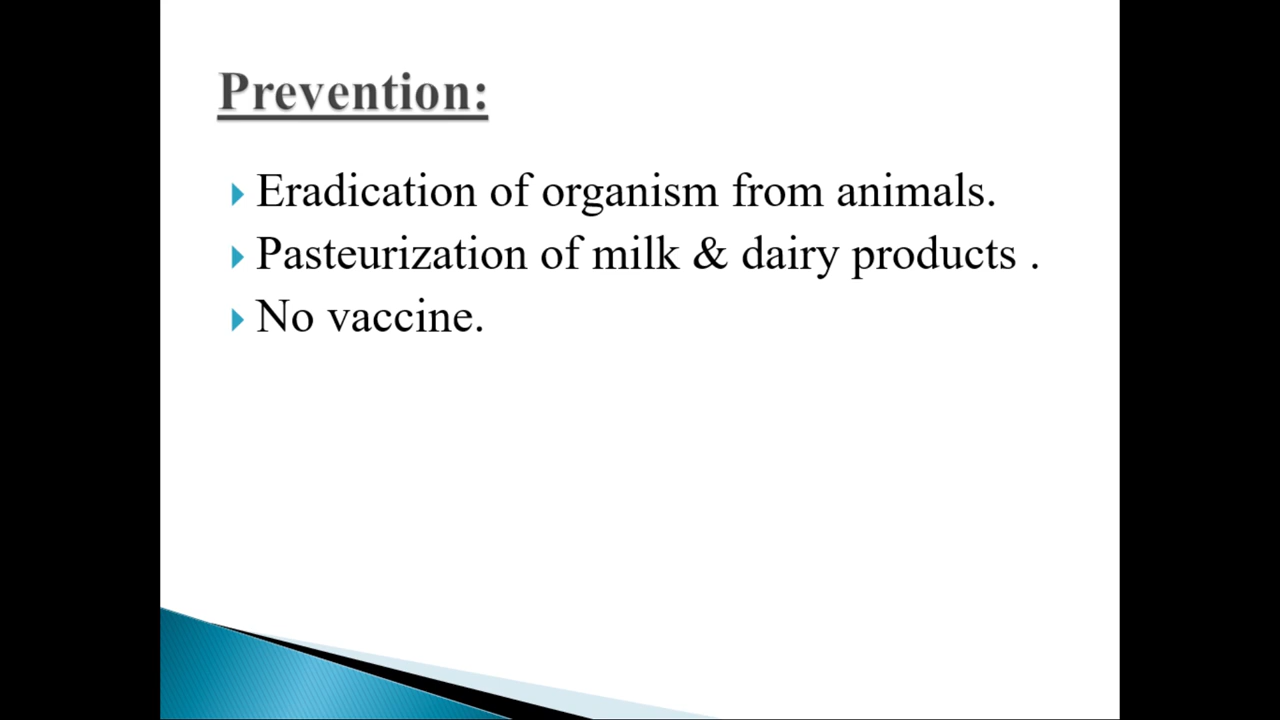 Prevention:
Eradication of organism from animals.
Pasteurization of milk & dairy products .
No vaccine.